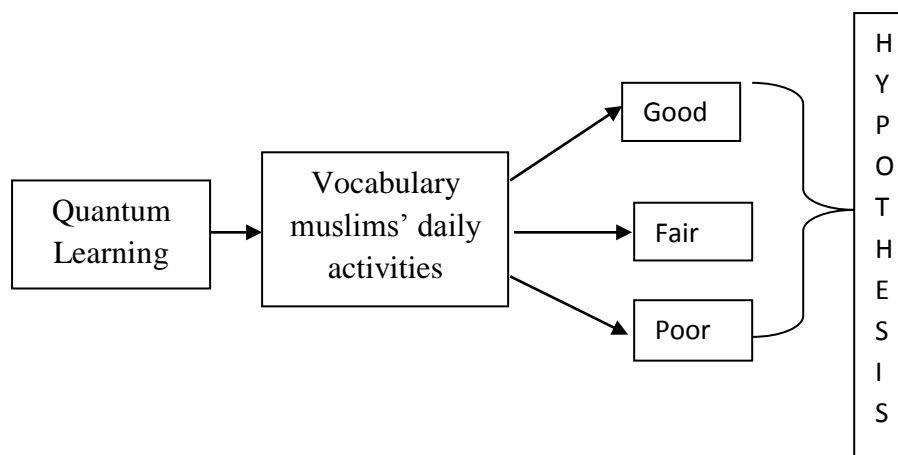 Quantum
Learning
Vocabulary
muslims’ daily
activities
Good
Fair
Poor
H
Y
P
O
T
H
E
S
I
S